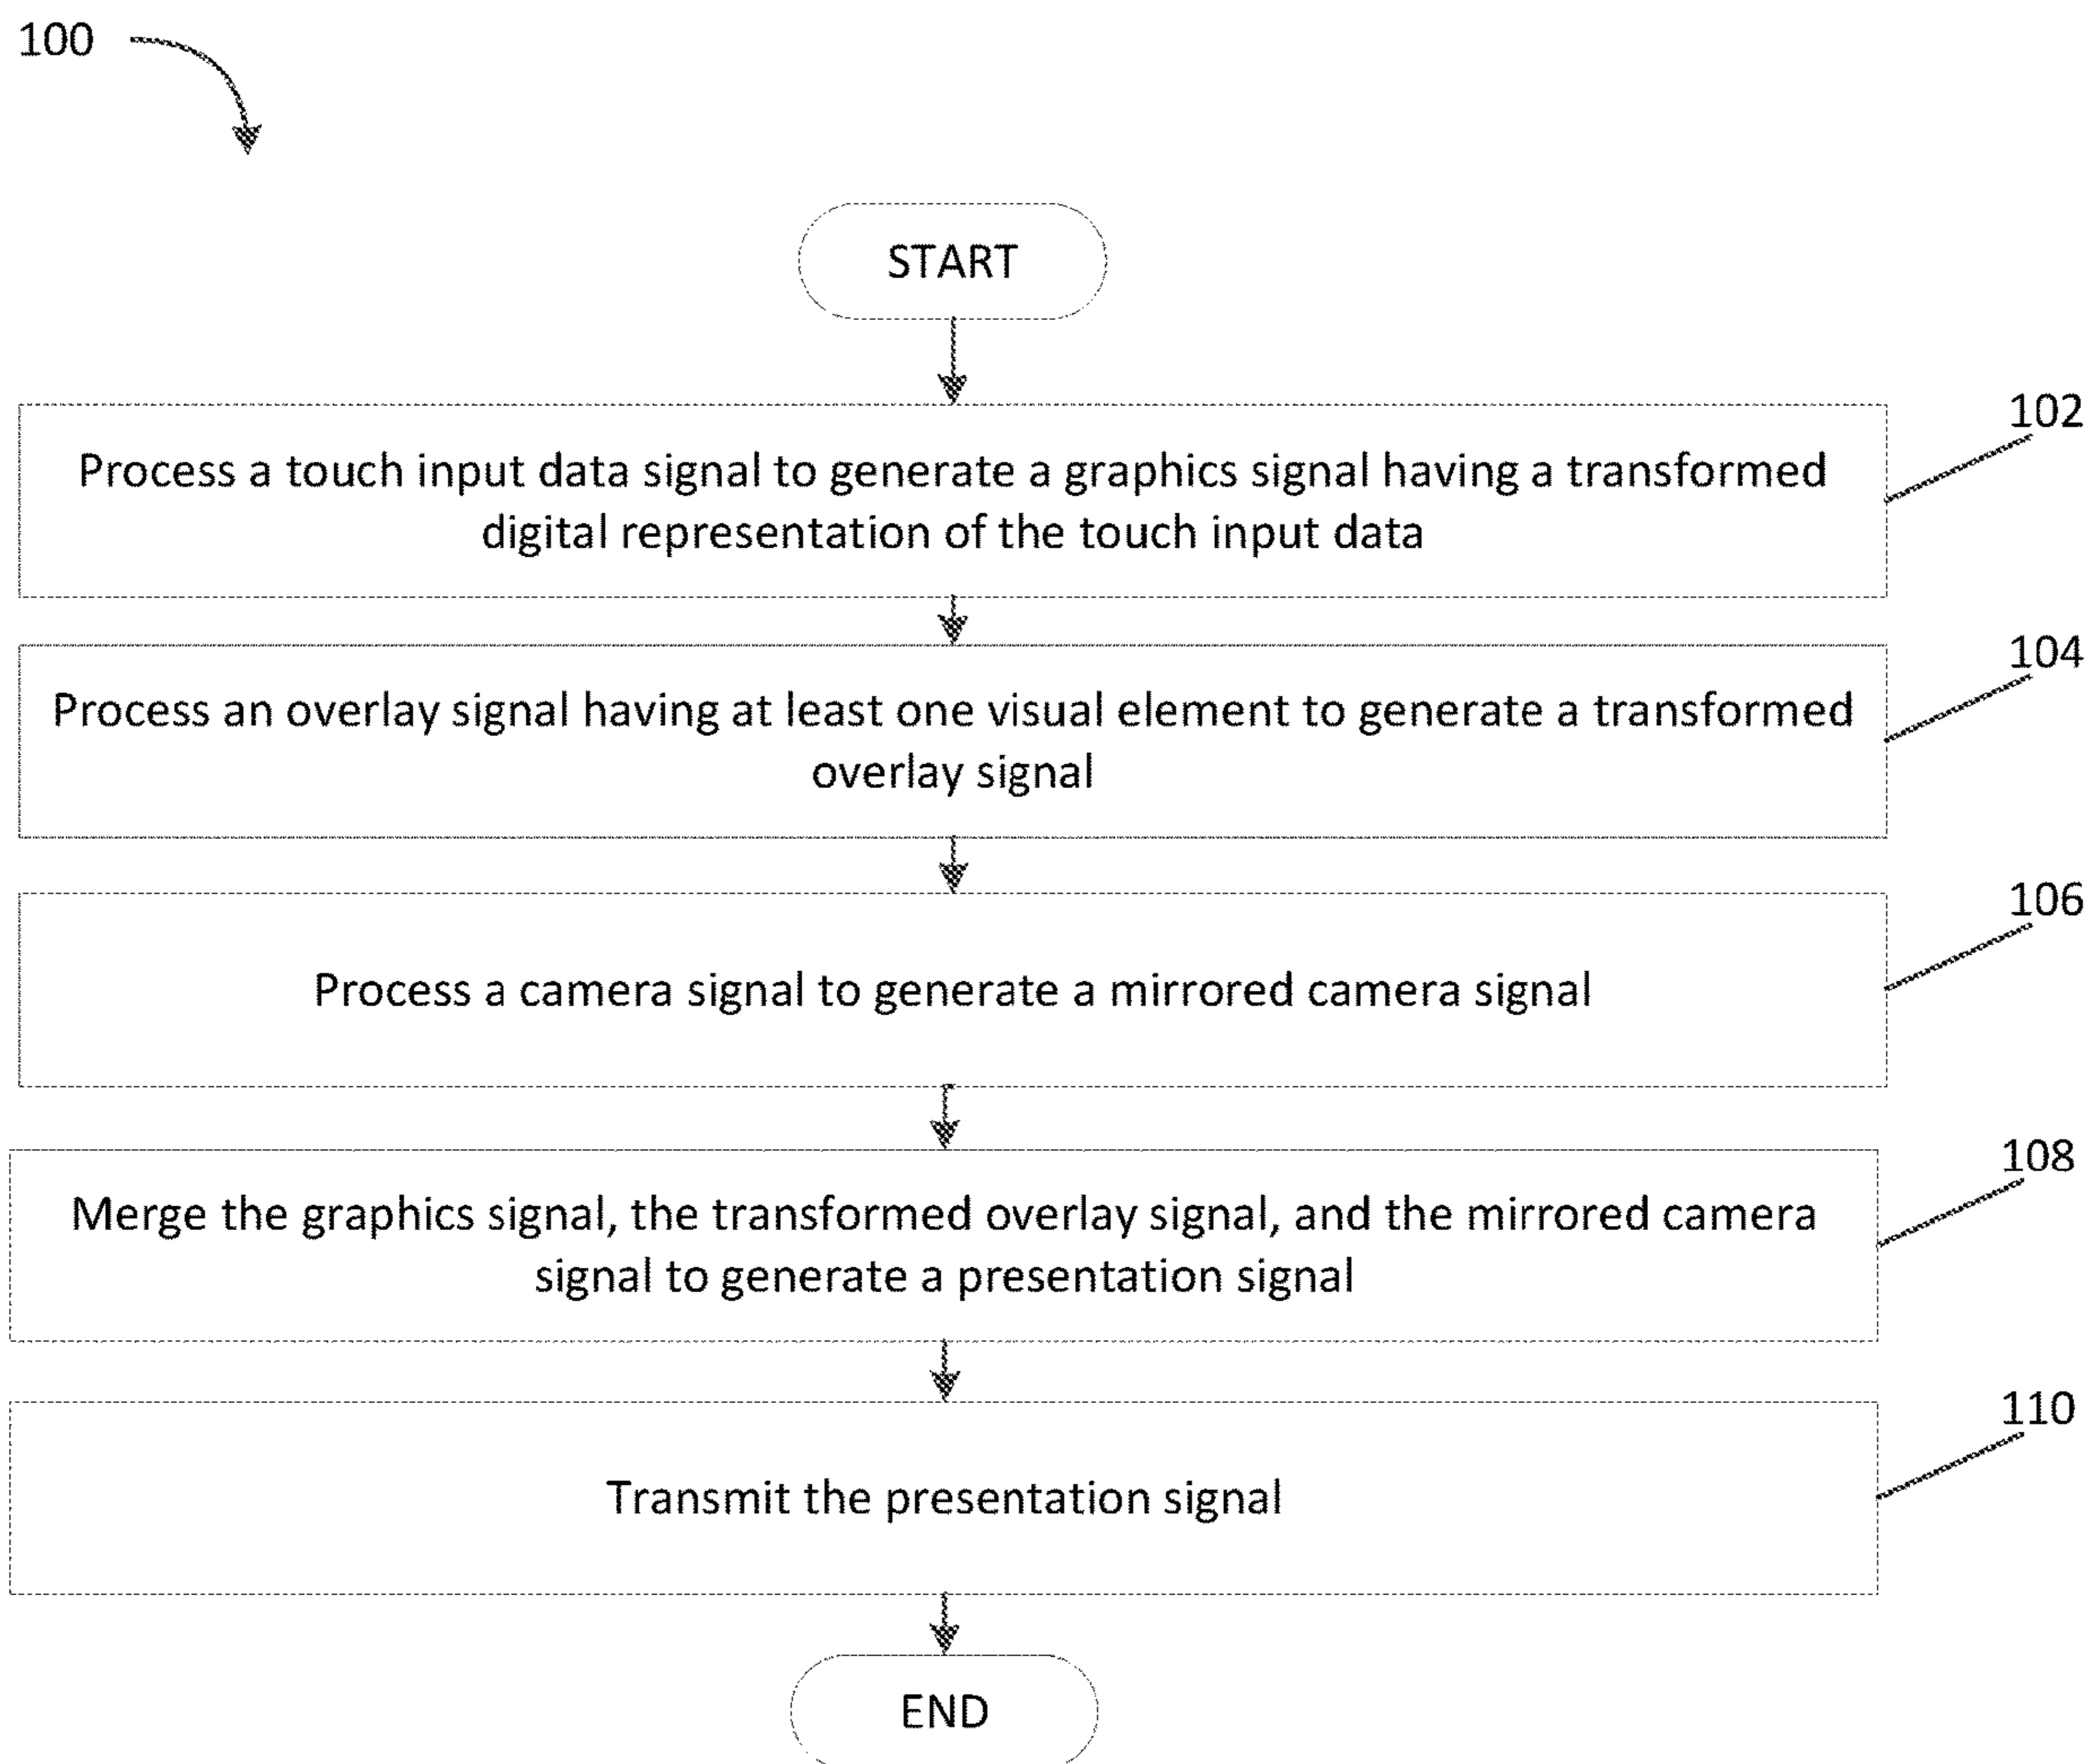 100
START
102
Process a touch input data signal to generate a graphics signal having a transformed
digital representation of the touch input data
104
Process an overlay signal having at least one visual element to generate a transformed
overlay signal
106
Process a camera signal to generate a mirrored camera signal
108
Merge the graphics signal, the transformed overlay signal, and the mirrored camera
signal to generate a presentation signal
110
Transmit the presentation signal
END